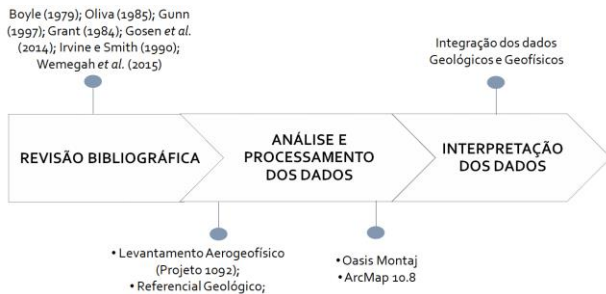 Boyle (1979); Oliva (1985); Gunn
(1997); Grant (1984); Gosen et al.
(2014); Irvine e Smith (1990);
Wemegah et al. (2015)
Integração dos dados
Geológicos e Geofísicos
REVISÃO BIBLIOGRÁFICA
ANÁLISE E
PROCESSAMENTO
DOS DADOS
INTERPRETAÇÃO
DOS DADOS
• Levantamento Aerogeofísico
(Projeto 1092);
• Referencial Geológico;
• Oasis Montaj
• ArcMap 10.8